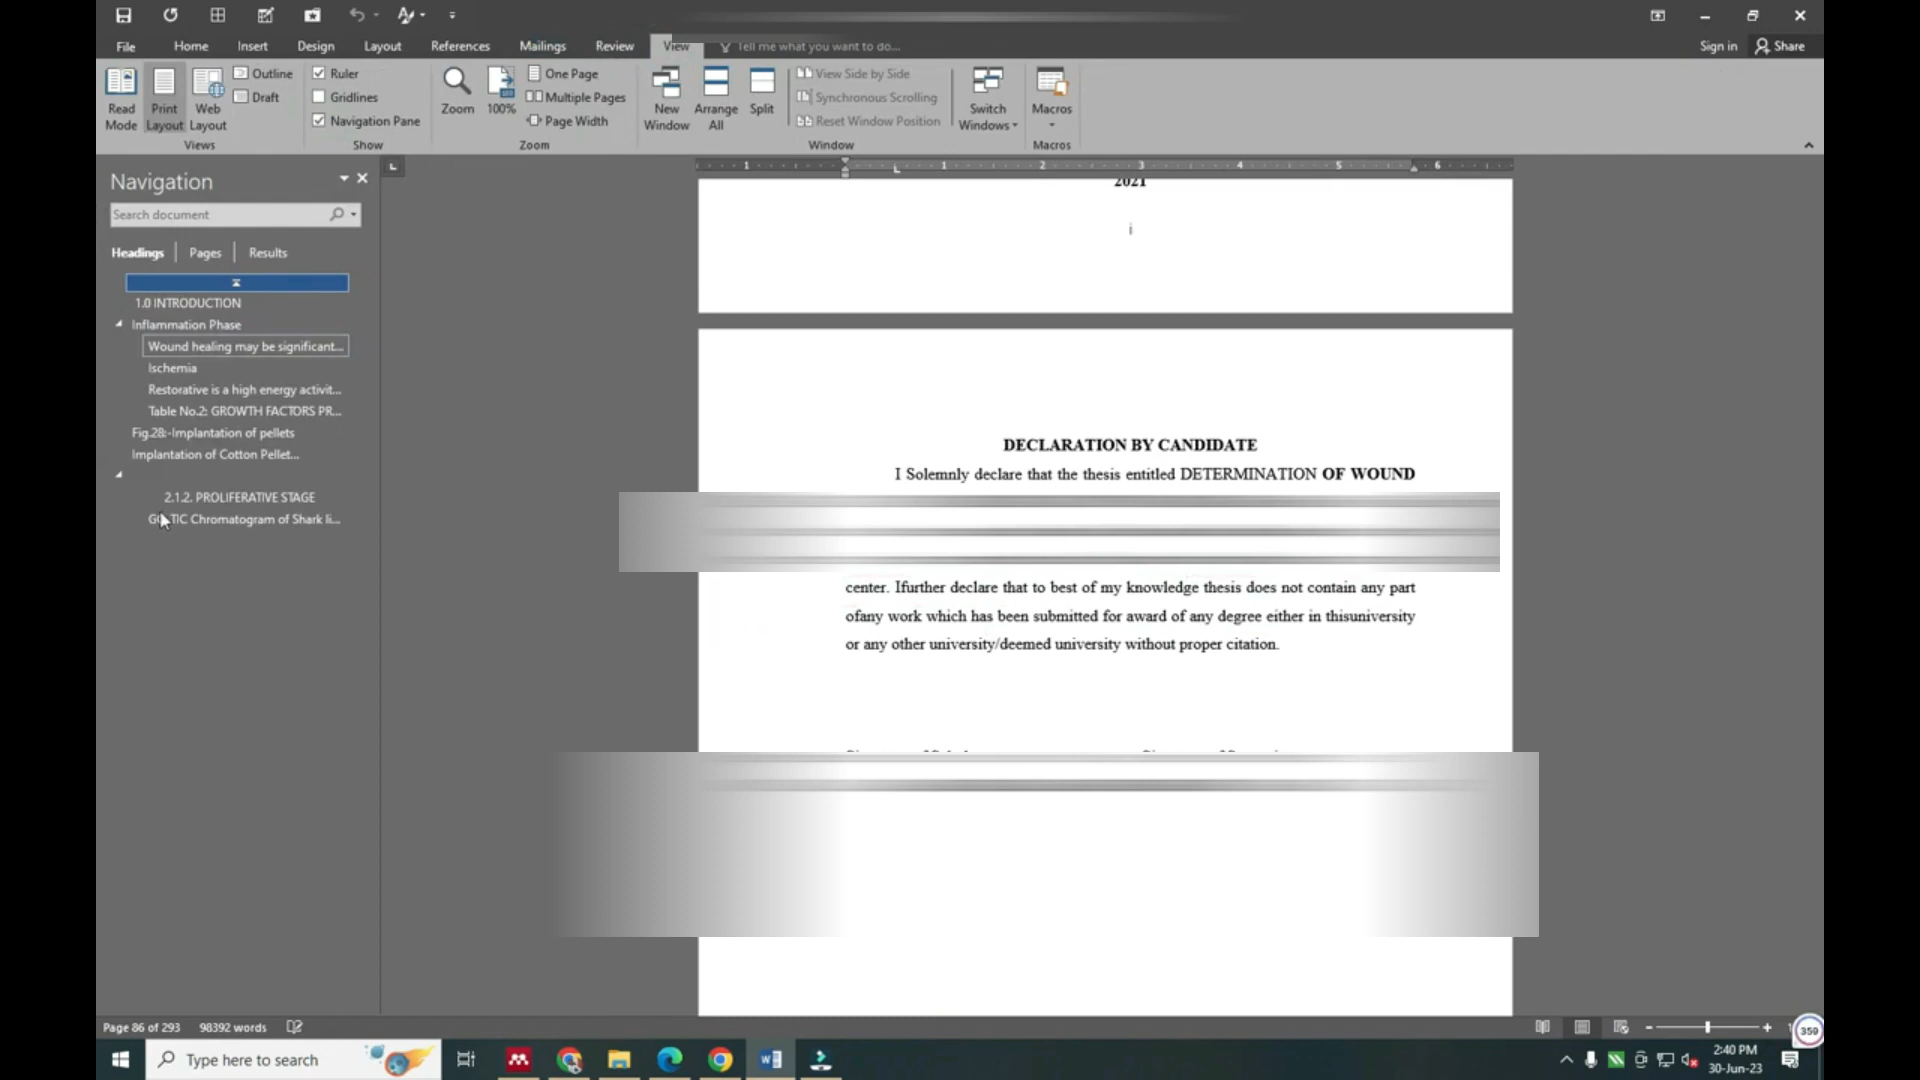 File Home Insert Design Layout References Mailings Review View Tell me what you want to do... Sign in Share
Read Mode
Print Layout
Web Layout
Outline
Draft
Views
Ruler
Gridlines
Navigation Pane
Show
Zoom
100%
One Page
Multiple Pages
Page Width
Zoom
New Window
Arrange All
Split
View Side by Side
Synchronous Scrolling
Reset Window Position
Window
Switch Windows
Macros
Macros
Navigation
Search document
Headings Pages Results
1.0 INTRODUCTION
Inflammation Phase
Wound healing may be significant...
Ischemia
Restorative is a high energy activit...
Table No.2: GROWTH FACTORS PR...
Fig.28:-Implantation of pellets
Implantation of Cotton Pellet...
2.1.2. PROLIFERATIVE STAGE
TIC Chromatogram of Shark li...
1 1 2 3 4 5 6
2021
i
DECLARATION BY CANDIDATE
I Solemnly declare that the thesis entitled DETERMINATION OF WOUND
center. Ifurther declare that to best of my knowledge thesis does not contain any part
ofany work which has been submitted for award of any degree either in thisuniversity
or any other university/deemed university without proper citation.
Page 86 of 293 98392 words
359
Type here to search
2:40 PM
30-Jun-23